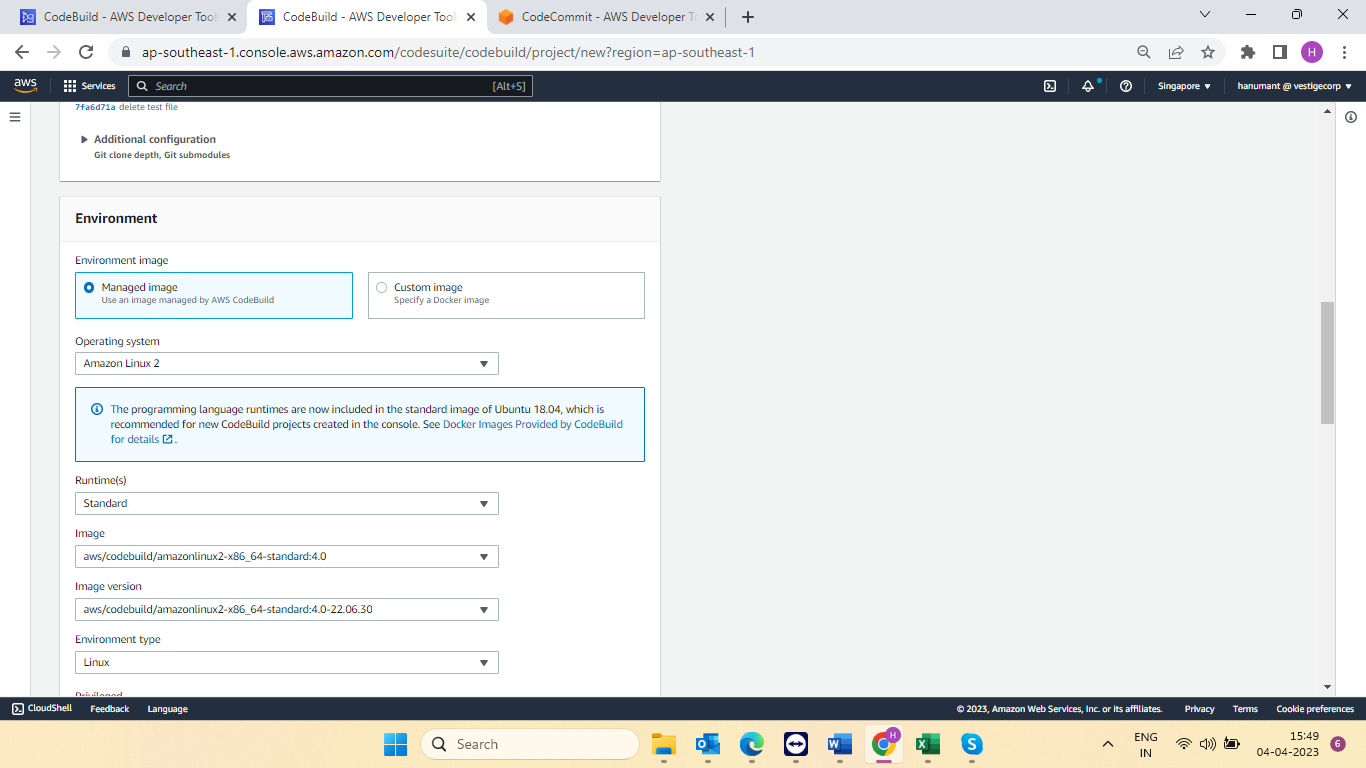 CodeBuild - AWS Developer Tool
CodeBuild - AWS Developer Tool
CodeCommit - AWS Developer T
ap-southeast-1.console.aws.amazon.com/codesuite/codebuild/project/new?region=ap-southeast-1
H
aws
Services
Search
[Alt+S]
Singapore
hanumant @ vestigecorp
7fa6d71a delete test file
Additional configuration
Git clone depth, Git submodules
Environment
Environment image
Managed image
Use an image managed by AWS CodeBuild
Custom image
Specify a Docker image
Operating system
Amazon Linux 2
The programming language runtimes are now included in the standard image of Ubuntu 18.04, which is
recommended for new CodeBuild projects created in the console. See Docker Images Provided by CodeBuild
for details .
Runtime(s)
Standard
Image
aws/codebuild/amazonlinux2-x86_64-standard:4.0
Image version
aws/codebuild/amazonlinux2-x86_64-standard:4.0-22.06.30
Environment type
Linux
Privileged
CloudShell
Feedback
Language
© 2023, Amazon Web Services, Inc. or its affiliates.
Privacy
Terms
Cookie preferences
Search
H
ENG
IN
15:49
04-04-2023
6